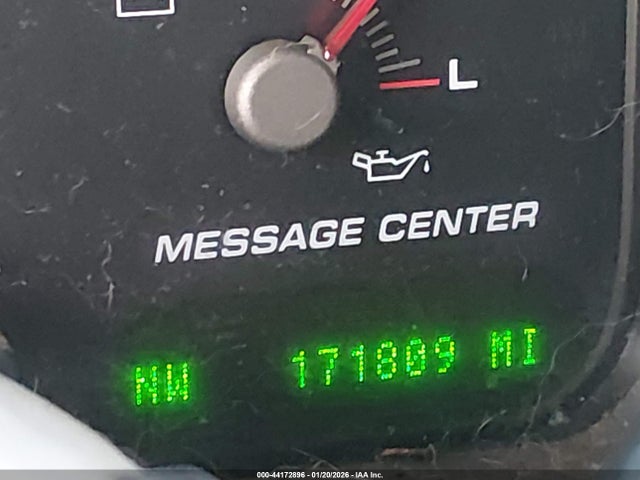 L
MESSAGE CENTER
NW 171809 MI
000-44172896 - 01/20/2026 - IAA Inc.